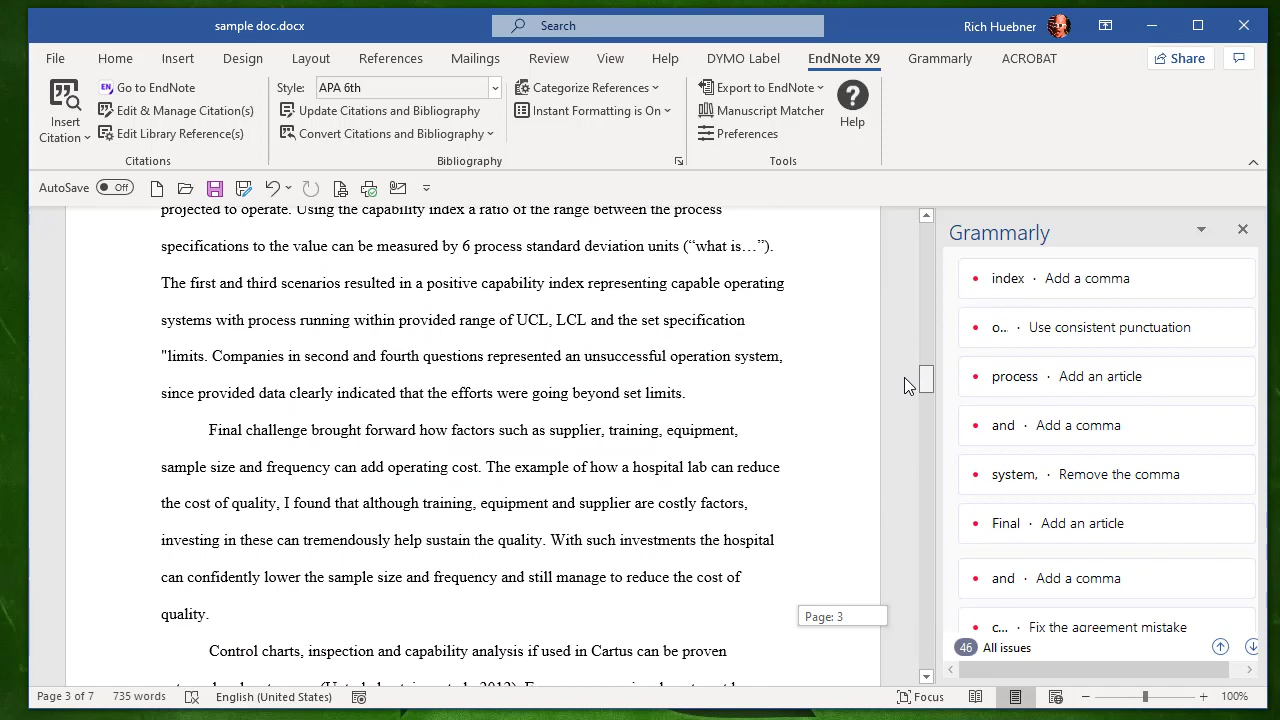 sample doc.docx
Search
Rich Huebner
File Home Insert Design Layout References Mailings Review View Help DYMO Label EndNote X9 Grammarly ACROBAT Share
Insert Citation
EN Go to EndNote
Edit & Manage Citation(s)
Edit Library Reference(s)
Citations
Style: APA 6th
Update Citations and Bibliography
Convert Citations and Bibliography
Categorize References
Instant Formatting is On
Bibliography
Export to EndNote
Manuscript Matcher
Preferences
Help
Tools
AutoSave Off
projected to operate. Using the capability index a ratio of the range between the process
specifications to the value can be measured by 6 process standard deviation units (“what is…”).
The first and third scenarios resulted in a positive capability index representing capable operating
systems with process running within provided range of UCL, LCL and the set specification
"limits. Companies in second and fourth questions represented an unsuccessful operation system,
since provided data clearly indicated that the efforts were going beyond set limits.
Final challenge brought forward how factors such as supplier, training, equipment,
sample size and frequency can add operating cost. The example of how a hospital lab can reduce
the cost of quality, I found that although training, equipment and supplier are costly factors,
investing in these can tremendously help sustain the quality. With such investments the hospital
can confidently lower the sample size and frequency and still manage to reduce the cost of
quality.
Control charts, inspection and capability analysis if used in Cartus can be proven
Page: 3
Grammarly
index · Add a comma
o... · Use consistent punctuation
process · Add an article
and · Add a comma
system, · Remove the comma
Final · Add an article
and · Add a comma
c... · Fix the agreement mistake
46 All issues
Page 3 of 7 735 words English (United States) Focus 100%